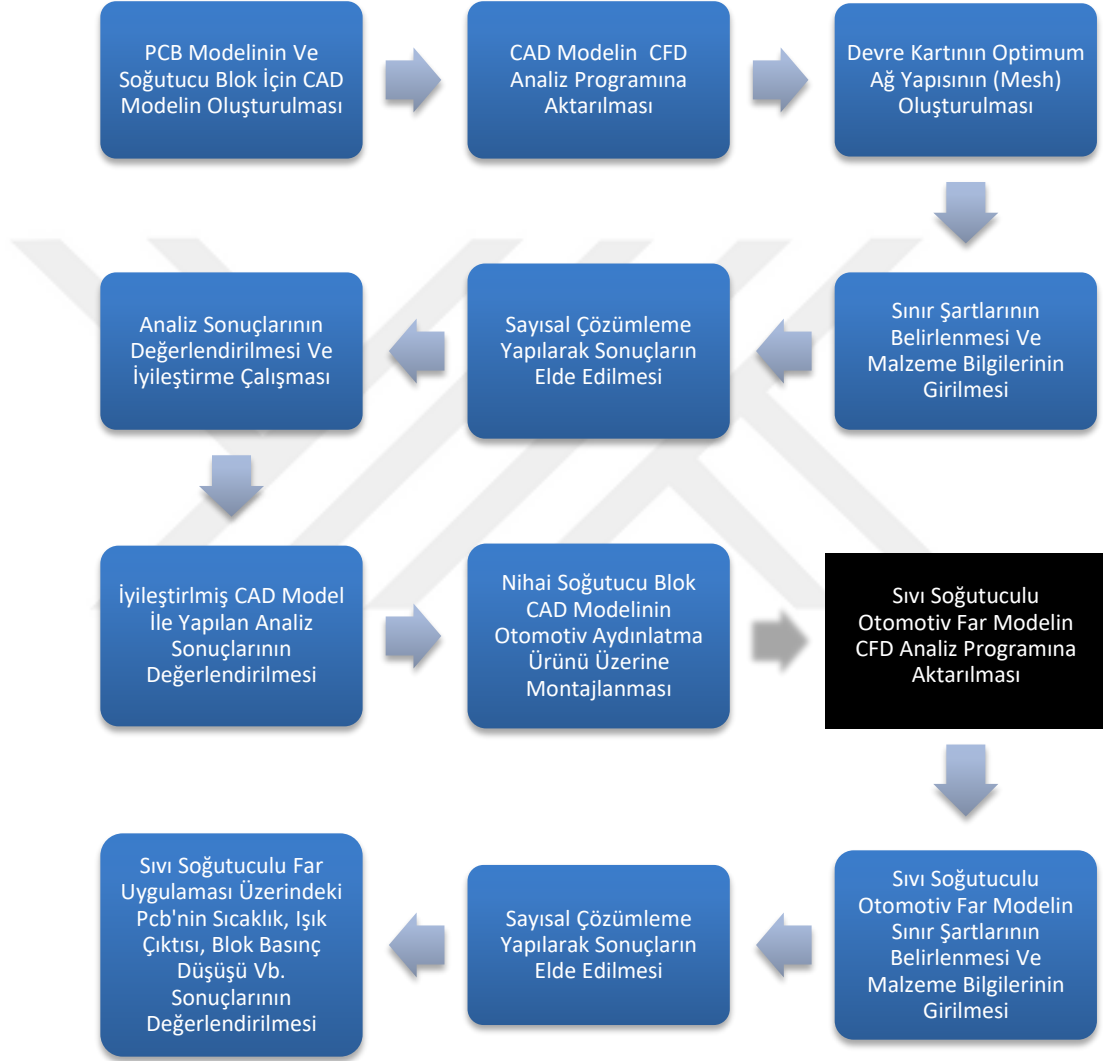 PCB Modelinin Ve
Soğutucu Blok İçin CAD
Modelin Oluşturulması
CAD Modelin CFD
Analiz Programına
Aktarılması
Devre Kartının Optimum
Ağ Yapısının (Mesh)
Oluşturulması
Sınır Şartlarının
Belirlenmesi Ve
Malzeme Bilgilerinin
Girilmesi
Sayısal Çözümleme
Yapılarak Sonuçların
Elde Edilmesi
Analiz Sonuçlarının
Değerlendirilmesi Ve
İyileştirme Çalışması
İyileştirlmiş CAD Model
İle Yapılan Analiz
Sonuçlarının
Değerlendirilmesi
Nihai Soğutucu Blok
CAD Modelinin
Otomotiv Aydınlatma
Ürünü Üzerine
Montajlanması
Sıvı Soğutuculu
Otomotiv Far Modelin
CFD Analiz Programına
Aktarılması
Sıvı Soğutuculu
Otomotiv Far Modelin
Sınır Şartlarının
Belirlenmesi Ve
Malzeme Bilgilerinin
Girilmesi
Sayısal Çözümleme
Yapılarak Sonuçların
Elde Edilmesi
Sıvı Soğutuculu Far
Uygulaması Üzerindeki
Pcb'nin Sıcaklık, Işık
Çıktısı, Blok Basınç
Düşüşü Vb.
Sonuçlarının
Değerlendirilmesi